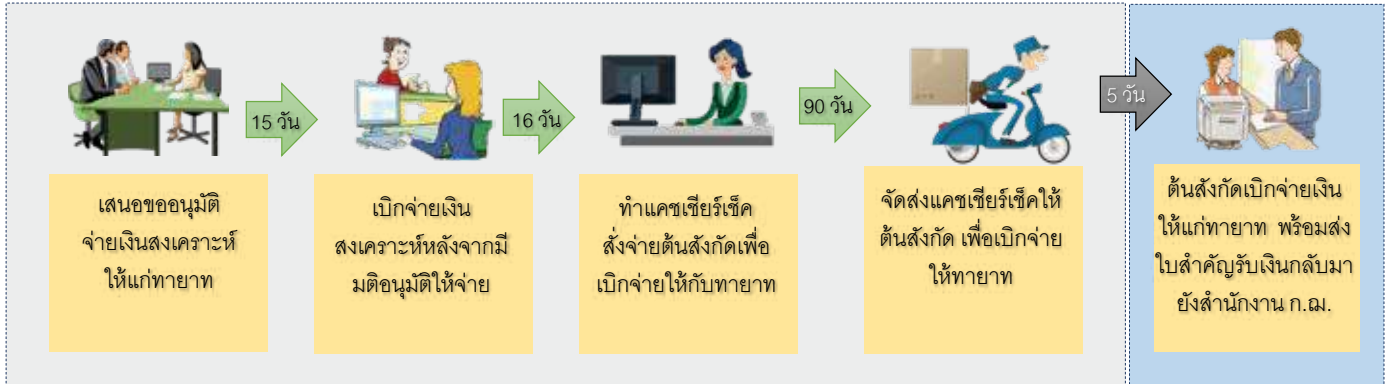 15 วัน
16 วัน
90 วัน
5 วัน
เสนอขออนุมัติ
จ่ายเงินสงเคราะห์
ให้แก่ทายาท
เบิกจ่ายเงิน
สงเคราะห์หลังจากมี
มติอนุมัติให้จ่าย
ทำแคชเชียร์เช็ค
สั่งจ่ายต้นสังกัดเพื่อ
เบิกจ่ายให้กับทายาท
จัดส่งแคชเชียร์เช็คให้
ต้นสังกัด เพื่อเบิกจ่าย
ให้ทายาท
ต้นสังกัดเบิกจ่ายเงิน
ให้แก่ทายาท พร้อมส่ง
ใบสำคัญรับเงินกลับมา
ยังสำนักงาน ก.ฌ.